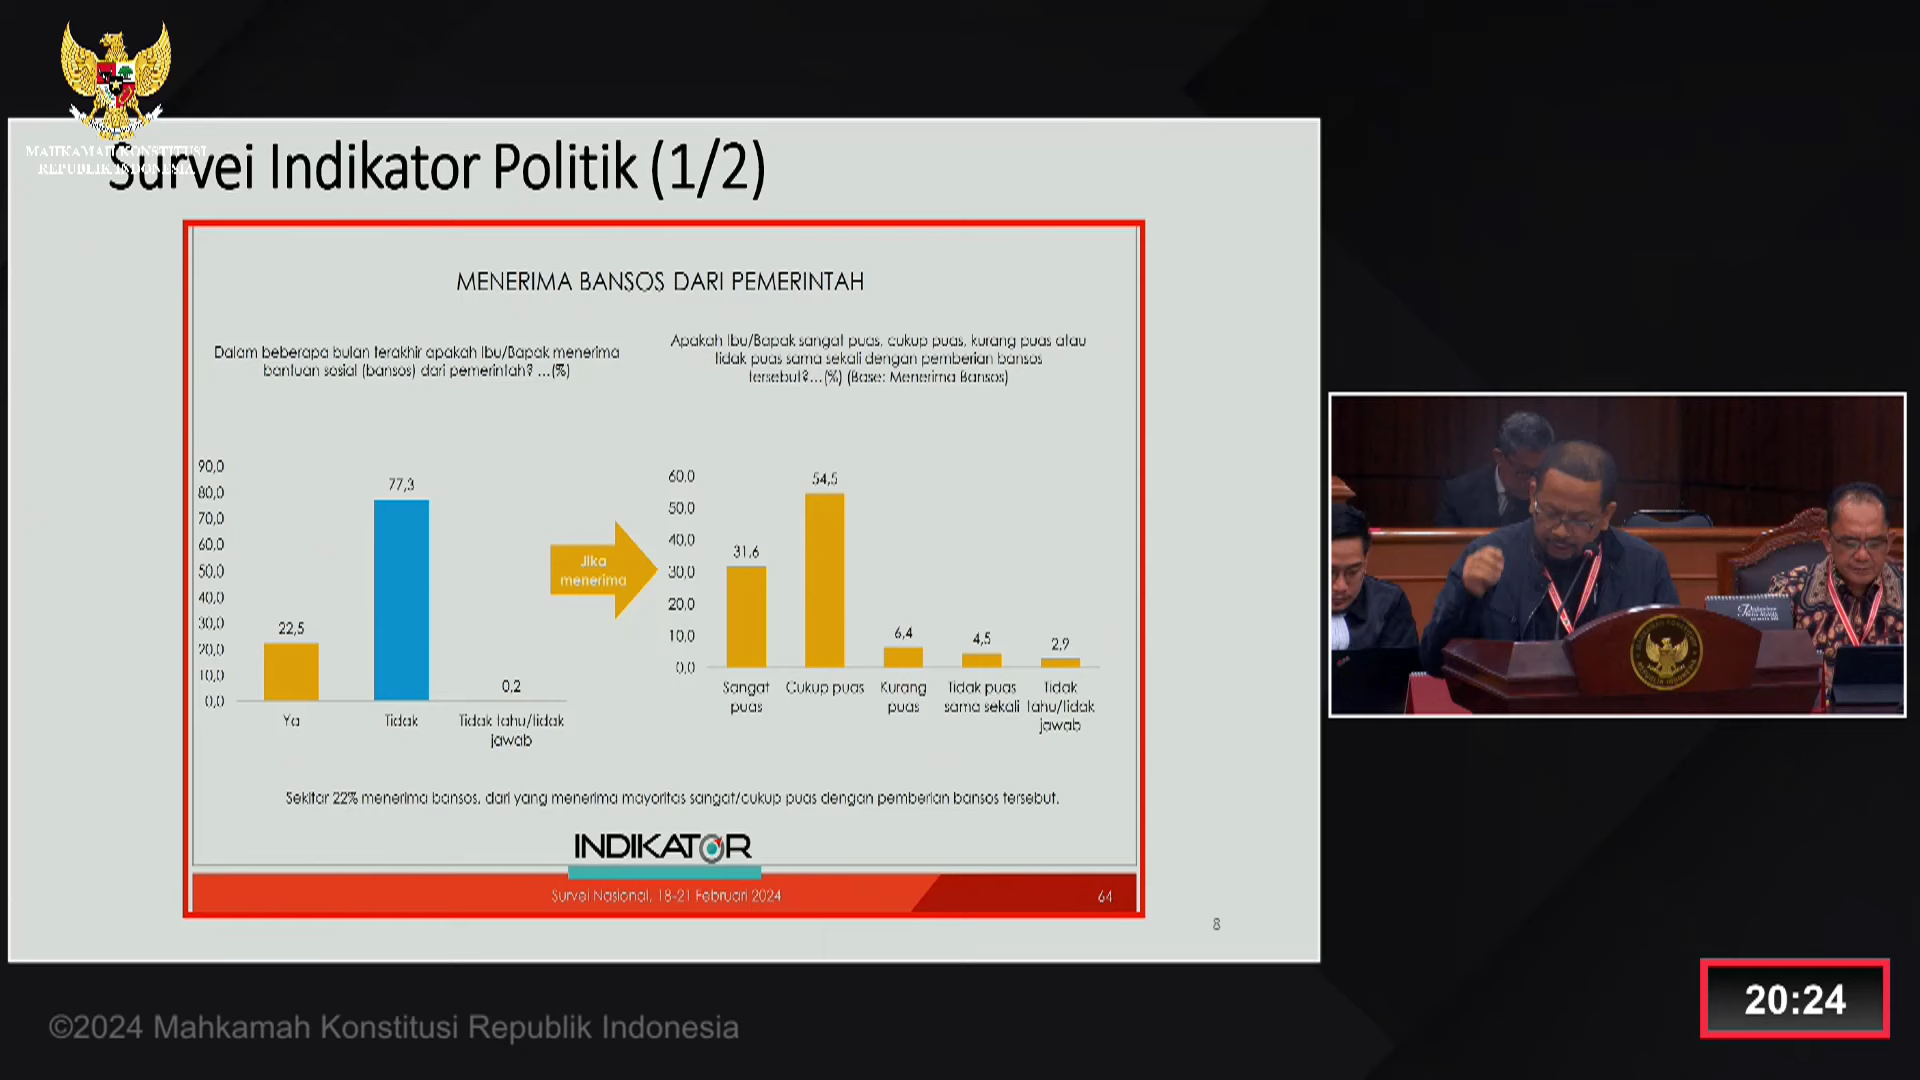 MAHKAMAH KONSTITUSI
REPUBLIK INDONESIA
Survei Indikator Politik (1/2)
MENERIMA BANSOS DARI PEMERINTAH
Dalam beberapa bulan terakhir apakah Ibu/Bapak menerima
bantuan sosial (bansos) dari pemerintah? ...(%)
90,0
80,0
70,0
60,0
50,0
40,0
30,0
20,0
10,0
0,0
22,5
77,3
0,2
Ya
Tidak
Tidak tahu/tidak
jawab
Jika
menerima
Apakah Ibu/Bapak sangat puas, cukup puas, kurang puas atau
tidak puas sama sekali dengan pemberian bansos
tersebut?...(%) (Base: Menerima Bansos)
60,0
50,0
40,0
30,0
20,0
10,0
0,0
31,6
54,5
6,4
4,5
2,9
Sangat
puas
Cukup puas
Kurang
puas
Tidak puas
sama sekali
Tidak
tahu/tidak
jawab
Sekitar 22% menerima bansos, dari yang menerima mayoritas sangat/cukup puas dengan pemberian bansos tersebut.
INDIKATOR
Survei Nasional, 18-21 Februari 2024
64
8
©2024 Mahkamah Konstitusi Republik Indonesia
20:24